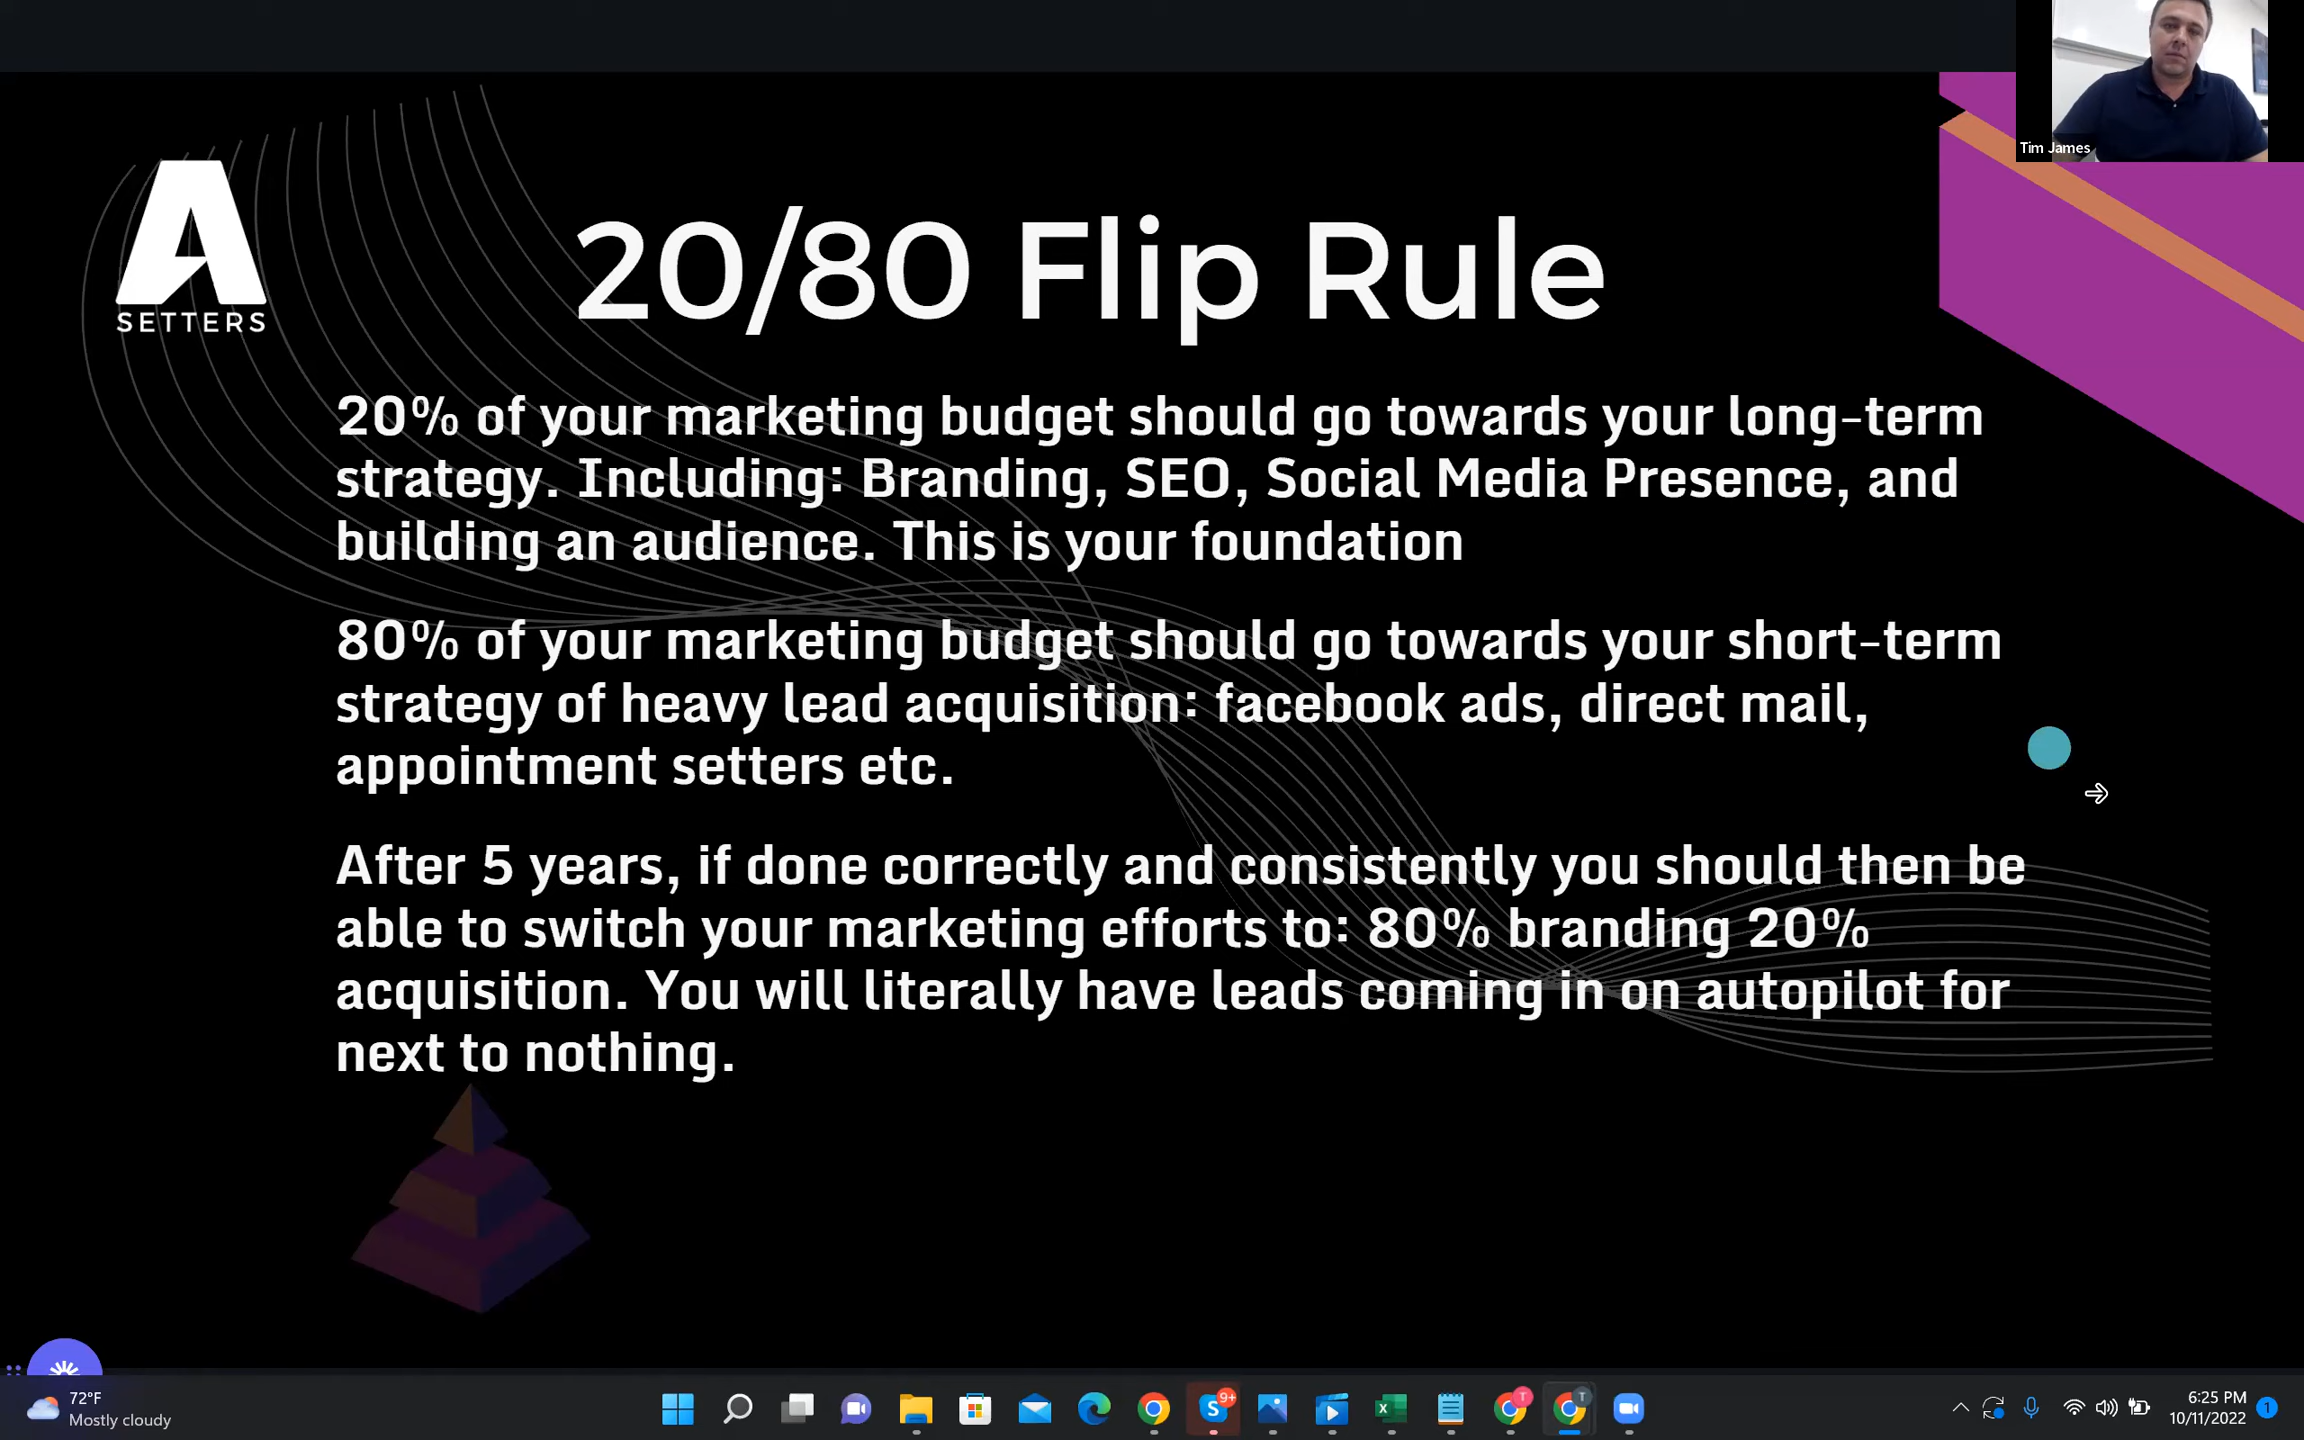 Tim James
A
SETTERS
20/80 Flip Rule
20% of your marketing budget should go towards your long-term
strategy. Including: Branding, SEO, Social Media Presence, and
building an audience. This is your foundation
80% of your marketing budget should go towards your short-term
strategy of heavy lead acquisition: facebook ads, direct mail,
appointment setters etc.
After 5 years, if done correctly and consistently you should then be
able to switch your marketing efforts to: 80% branding 20%
acquisition. You will literally have leads coming in on autopilot for
next to nothing.
72°F
Mostly cloudy
S
9+
X
T
T
6:25 PM
10/11/2022
1